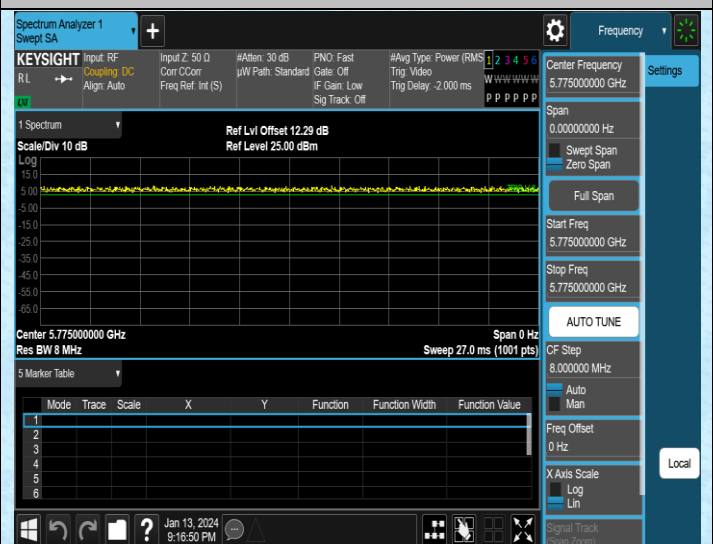 Spectrum Analyzer 1
Swept SA
Frequency
KEYSIGHT
RL
Input: RF
Coupling: DC
Align: Auto
Input Z: 50 Ω
Corr CCorr
Freq Ref: Int (S)
#Atten: 30 dB
µW Path: Standard
PNO: Fast
Gate: Off
IF Gain: Low
Sig Track: Off
#Avg Type: Power (RMS
Trig: Video
Trig Delay: -2.000 ms
1 2 3 4 5 6
W W W W W W
P P P P P P
LXI
Center Frequency
5.775000000 GHz
Settings
Span
0.00000000 Hz
Swept Span
Zero Span
Full Span
Start Freq
5.775000000 GHz
Stop Freq
5.775000000 GHz
AUTO TUNE
CF Step
8.000000 MHz
Auto
Man
Freq Offset
0 Hz
X Axis Scale
Log
Lin
Signal Track
(Span Zoom)
Local
1 Spectrum
Scale/Div 10 dB
Ref Lvl Offset 12.29 dB
Ref Level 25.00 dBm
Log
15.0
5.00
-5.00
-15.0
-25.0
-35.0
-45.0
-55.0
-65.0
Center 5.775000000 GHz
Span 0 Hz
Res BW 8 MHz
Sweep 27.0 ms (1001 pts)
5 Marker Table
Mode Trace Scale X Y Function Function Width Function Value
1
2
3
4
5
6
Jan 13, 2024
9:16:50 PM